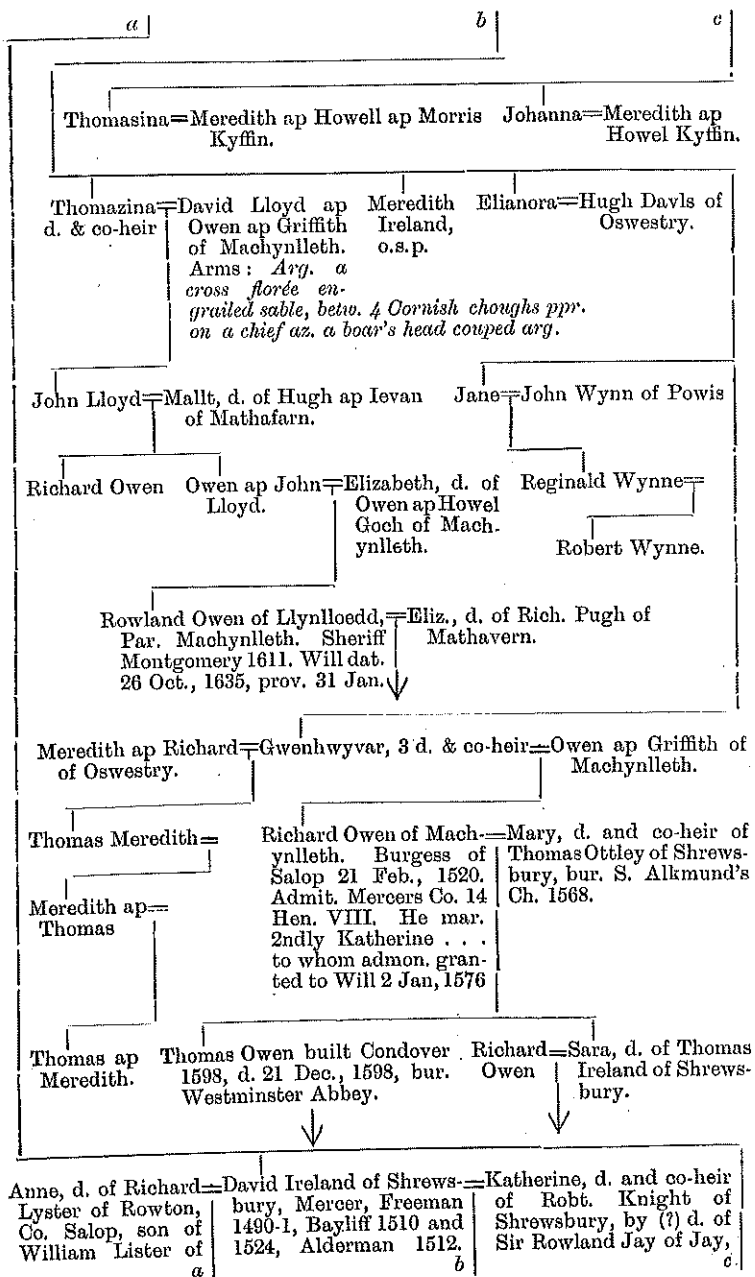 a b c
Thomasina=Meredith ap Howell ap Morris Kyffin.
Johanna=Meredith ap Howel Kyffin.
Thomazina=David Lloyd ap
d. & co-heir Owen ap Griffith
of Machynlleth.
Arms: Arg. a
cross florée en-
grailed sable, betw. 4 Cornish choughs ppr.
on a chief az. a boar's head couped arg.
Meredith
Ireland,
o.s.p.
Elianora=Hugh Davls of
Oswestry.
John Lloyd=Mallt, d. of Hugh ap Ievan
of Mathafarn.
Jane=John Wynn of Powis
Richard Owen
Owen ap John=Elizabeth, d. of
Lloyd. Owen ap Howel
Goch of Mach-
ynlleth.
Reginald Wynne=
Robert Wynne.
Rowland Owen of Llynlloedd,=Eliz., d. of Rich. Pugh of
Par. Machynlleth. Sheriff Mathavern.
Montgomery 1611. Will dat.
26 Oct., 1635, prov. 31 Jan.
Meredith ap Richard=Gwenhwyvar, 3 d. & co-heir=Owen ap Griffith of
of Oswestry. Machynlleth.
Thomas Meredith=
Meredith ap=
Thomas
Richard Owen of Mach-=Mary, d. and co-heir of
ynlleth. Burgess of Thomas Ottley of Shrews-
Salop 21 Feb., 1520. bury, bur. S. Alkmund's
Admit. Mercers Co. 14 Ch. 1568.
Hen. VIII. He mar.
2ndly Katherine . . .
to whom admon. gran-
ted to Will 2 Jan, 1576
Thomas ap
Meredith.
Thomas Owen built Condover
1598, d. 21 Dec., 1598, bur.
Westminster Abbey.
Richard=Sara, d. of Thomas
Owen Ireland of Shrews-
bury.
Anne, d. of Richard=David Ireland of Shrews-=Katherine, d. and co-heir
Lyster of Rowton, bury, Mercer, Freeman of Robt. Knight of
Co. Salop, son of 1490-1, Bayliff 1510 and Shrewsbury, by (?) d. of
William Lister of 1524, Alderman 1512. Sir Rowland Jay of Jay,
a b c